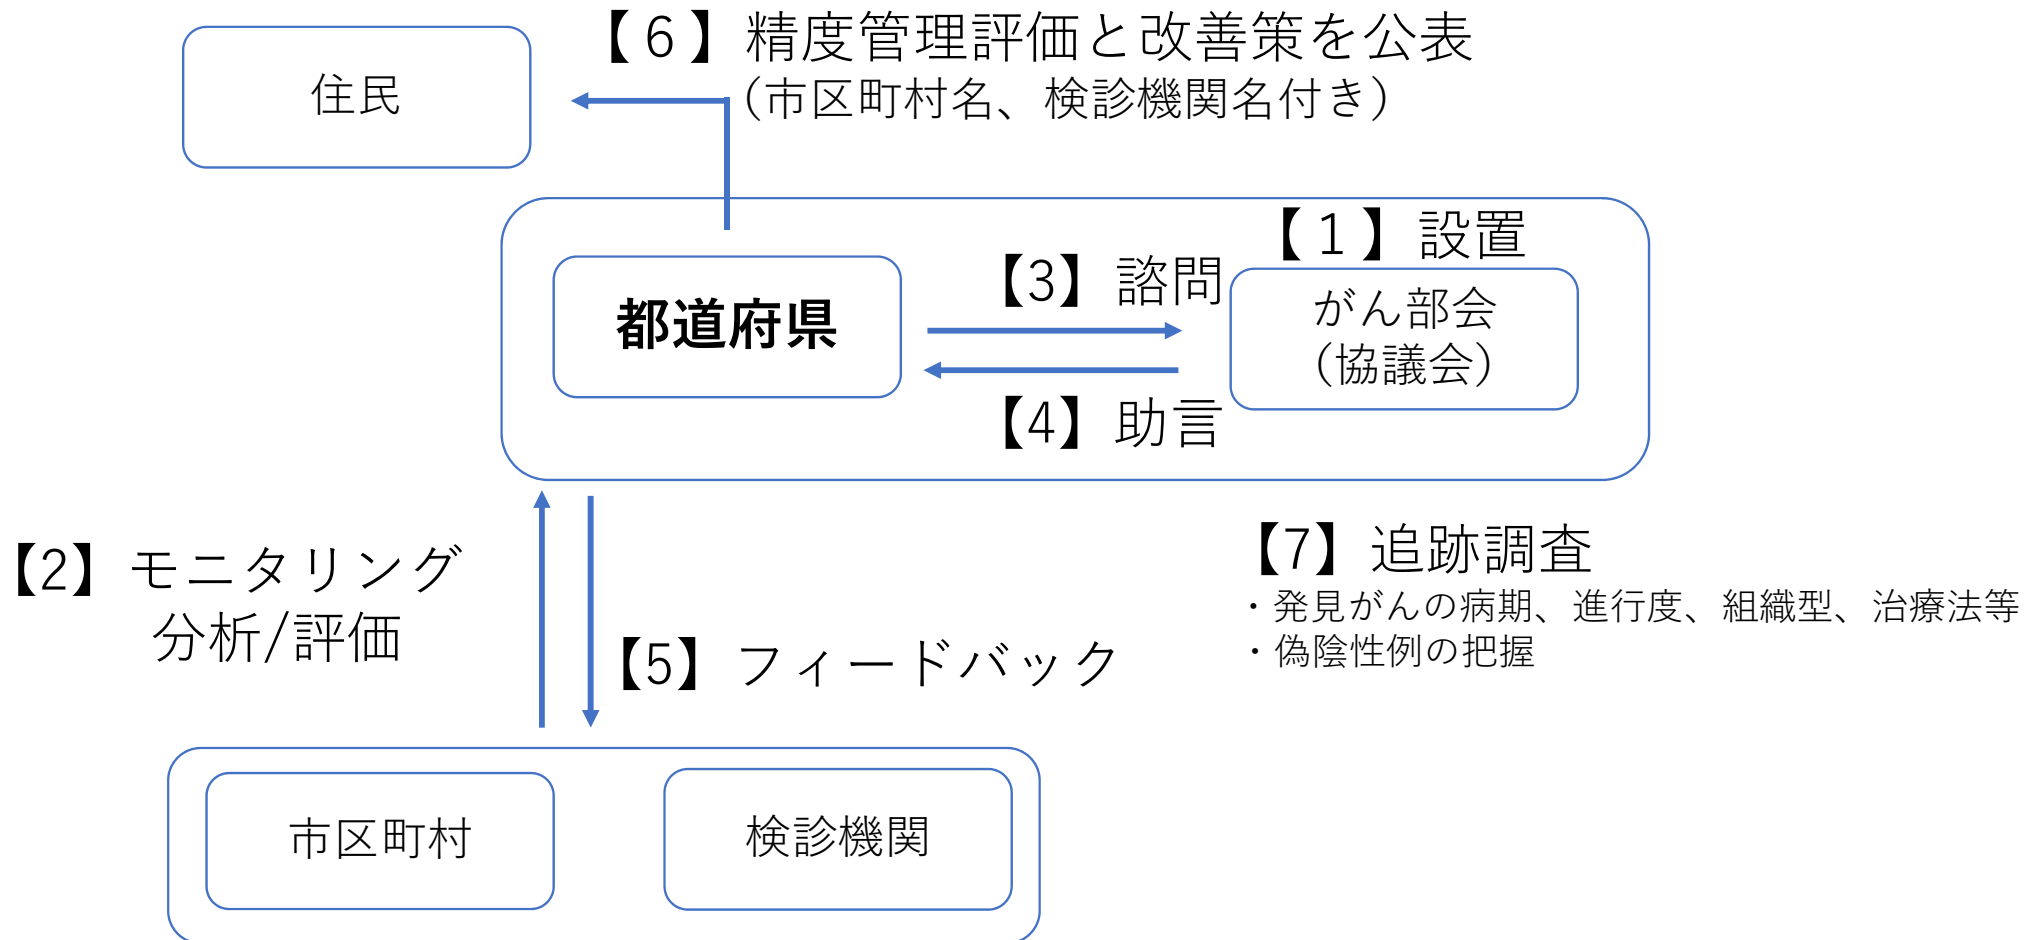 【６】精度管理評価と改善策を公表
（市区町村名、検診機関名付き）
住民
【１】設置
【3】諮問
都道府県
がん部会
（協議会）
【4】助言
【2】モニタリング
分析/評価
【7】追跡調査
・発見がんの病期、進行度、組織型、治療法等
・偽陰性例の把握
【5】フィードバック
市区町村
検診機関